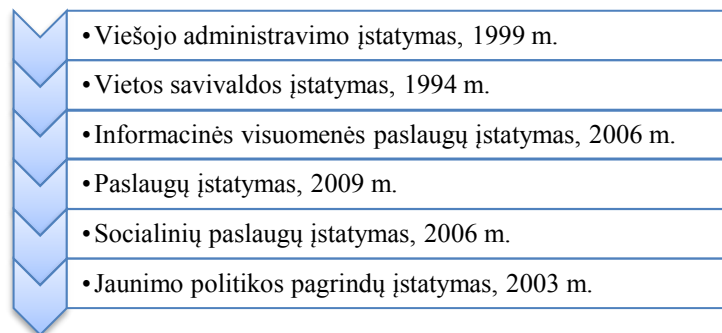 •Viešojo administravimo įstatymas, 1999 m.
•Vietos savivaldos įstatymas, 1994 m.
•Informacinės visuomenės paslaugų įstatymas, 2006 m.
•Paslaugų įstatymas, 2009 m.
•Socialinių paslaugų įstatymas, 2006 m.
•Jaunimo politikos pagrindų įstatymas, 2003 m.